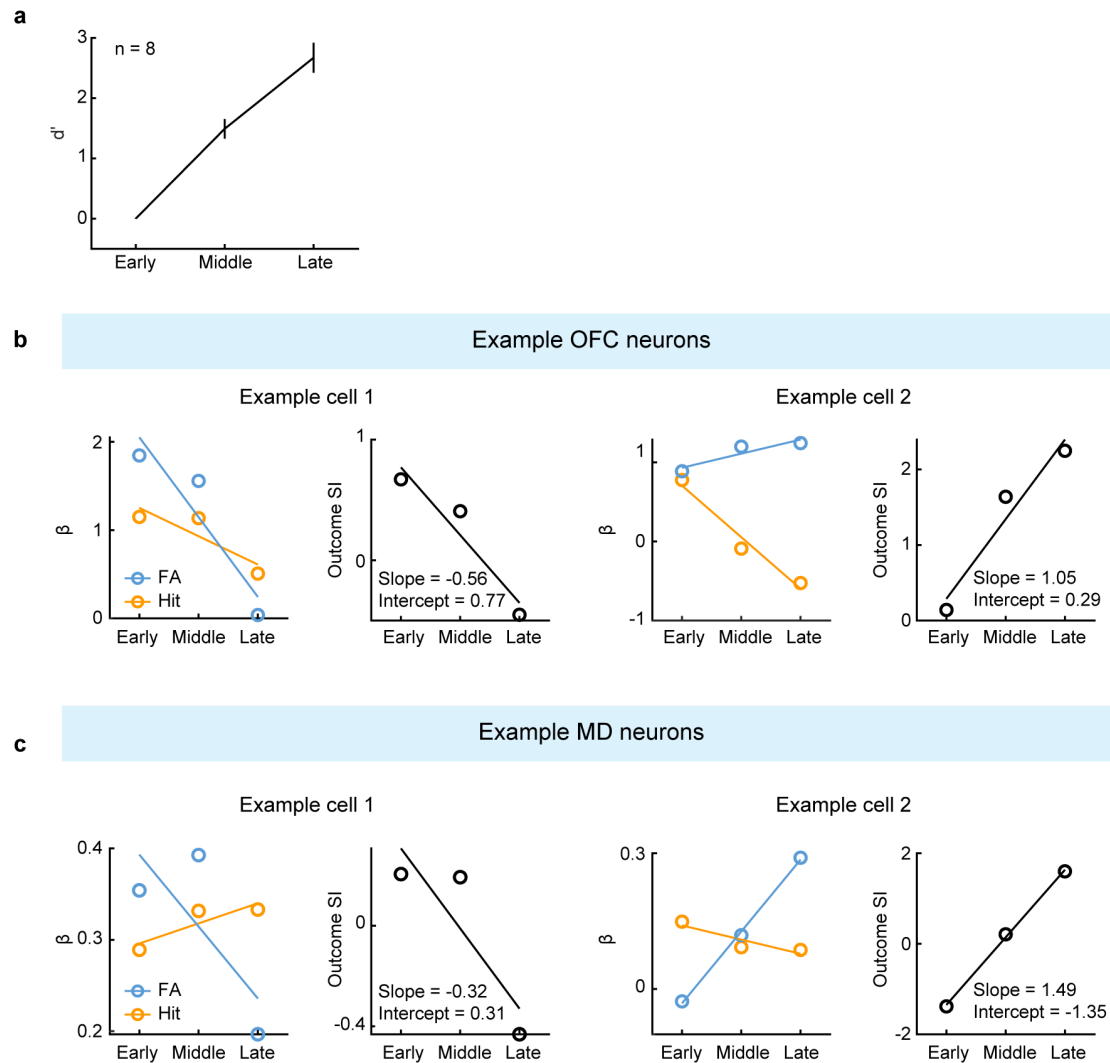 a
3
n = 8
2
d'
1
0
Early Middle Late
b
Example OFC neurons
Example cell 1
Example cell 2
2
β
1
FA
Hit
0
Early Middle Late
1
Outcome SI
0
Slope = -0.56
Intercept = 0.77
Early Middle Late
1
β
0
-1
Early Middle Late
2
Outcome SI
1
Slope = 1.05
Intercept = 0.29
0
Early Middle Late
c
Example MD neurons
Example cell 1
Example cell 2
0.4
β
0.3
FA
Hit
0.2
Early Middle Late
Outcome SI
0
Slope = -0.32
Intercept = 0.31
-0.4
Early Middle Late
0.3
β
0
Early Middle Late
2
Outcome SI
0
Slope = 1.49
Intercept = -1.35
-2
Early Middle Late